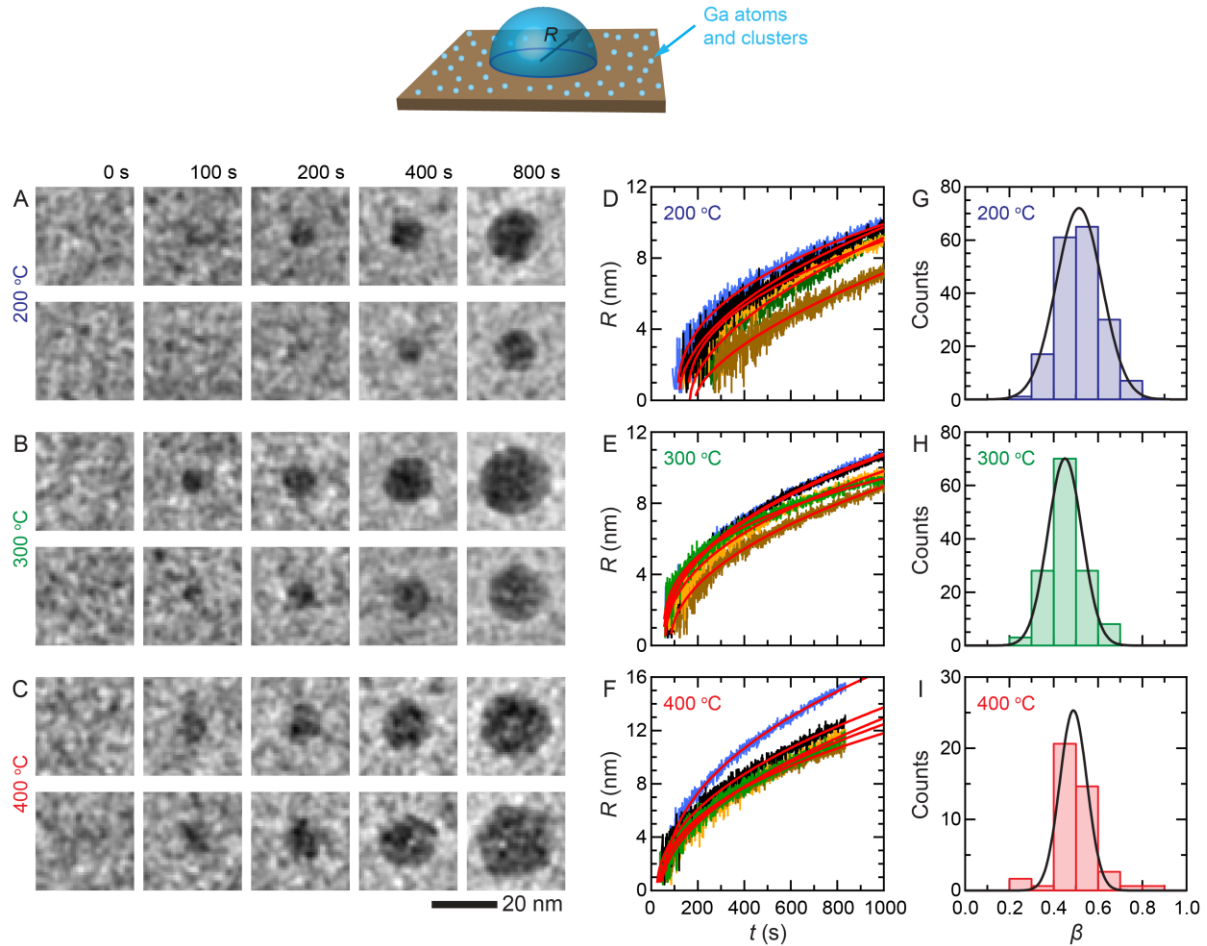 Ga atoms
and clusters
R
0 s 100 s 200 s 400 s 800 s
A
200 °C
B
300 °C
C
400 °C
20 nm
D
200 °C
R (nm)
12
8
4
0
E
300 °C
R (nm)
12
8
4
0
F
400 °C
R (nm)
16
12
8
4
0
0 200 400 600 800 1000
t (s)
G
200 °C
Counts
80
60
40
20
0
H
300 °C
Counts
80
60
40
20
0
I
400 °C
Counts
30
20
10
0
0.0 0.2 0.4 0.6 0.8 1.0
β